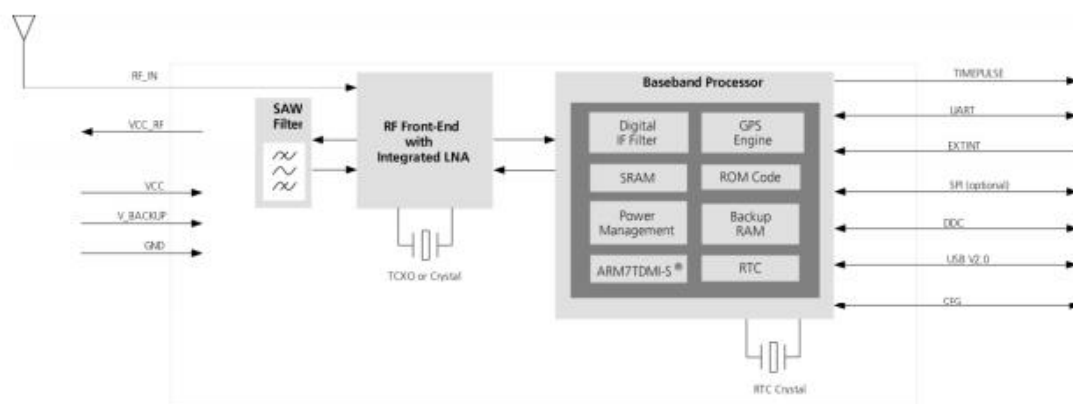 RF_IN
VCC_RF
VCC
V_BACKUP
GND
SAW
Filter
RF Front-End
with
Integrated LNA
TCXO or Crystal
Baseband Processor
Digital
IF Filter
GPS
Engine
SRAM
ROM Code
Power
Management
Backup
RAM
ARM7TDMI-S®
RTC
RTC Crystal
TIMEPULSE
UART
EXTINT
SPI (optional)
DDC
USB V2.0
CFG